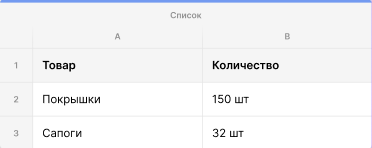 Список
A B
1 Товар Количество
2 Покрышки 150 шт
3 Сапоги 32 шт